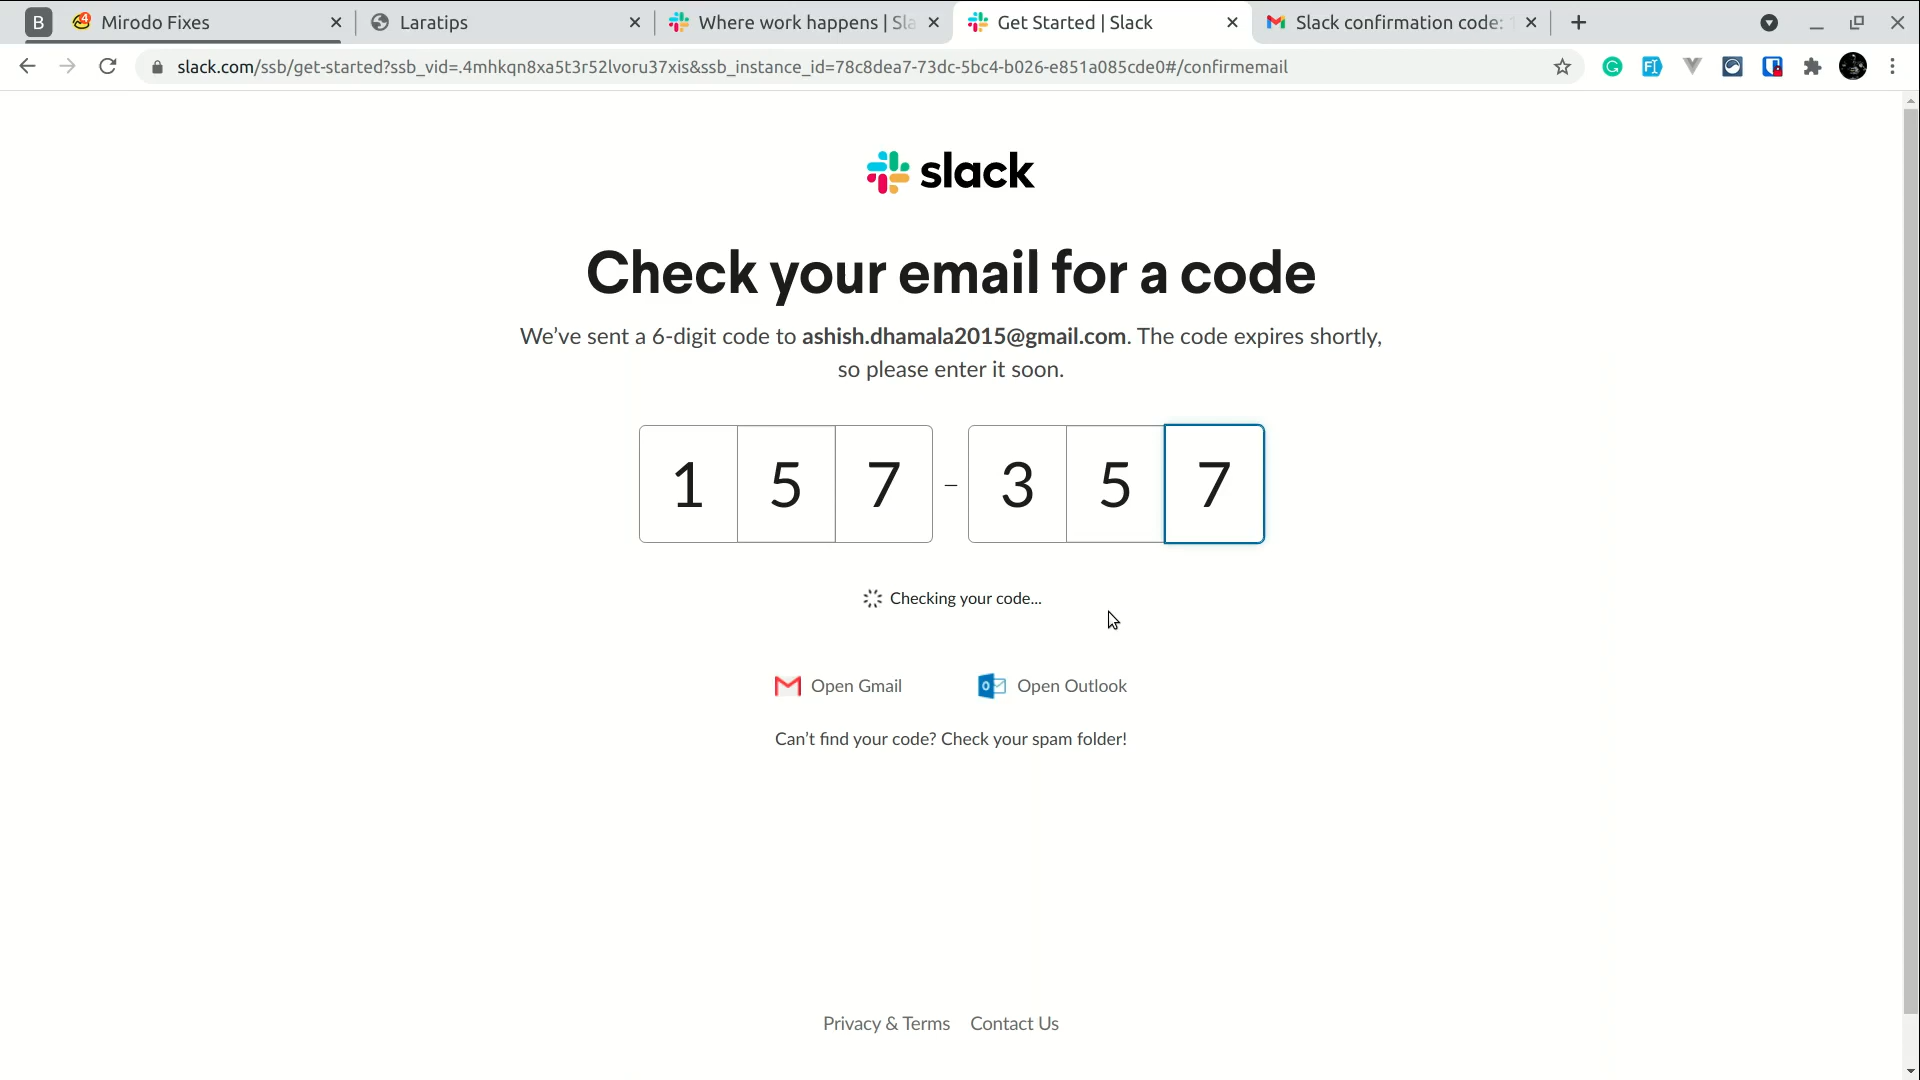 B
4
Mirodo Fixes
Laratips
Where work happens | Sla
Get Started | Slack
Slack confirmation code: 1
slack.com/ssb/get-started?ssb_vid=.4mhkqn8xa5t3r52lvoru37xis&ssb_instance_id=78c8dea7-73dc-5bc4-b026-e851a085cde0#/confirmemail
slack
Check your email for a code
We’ve sent a 6-digit code to ashish.dhamala2015@gmail.com. The code expires shortly,
so please enter it soon.
1 5 7 – 3 5 7
Checking your code...
Open Gmail
Open Outlook
Can’t find your code? Check your spam folder!
Privacy & Terms
Contact Us